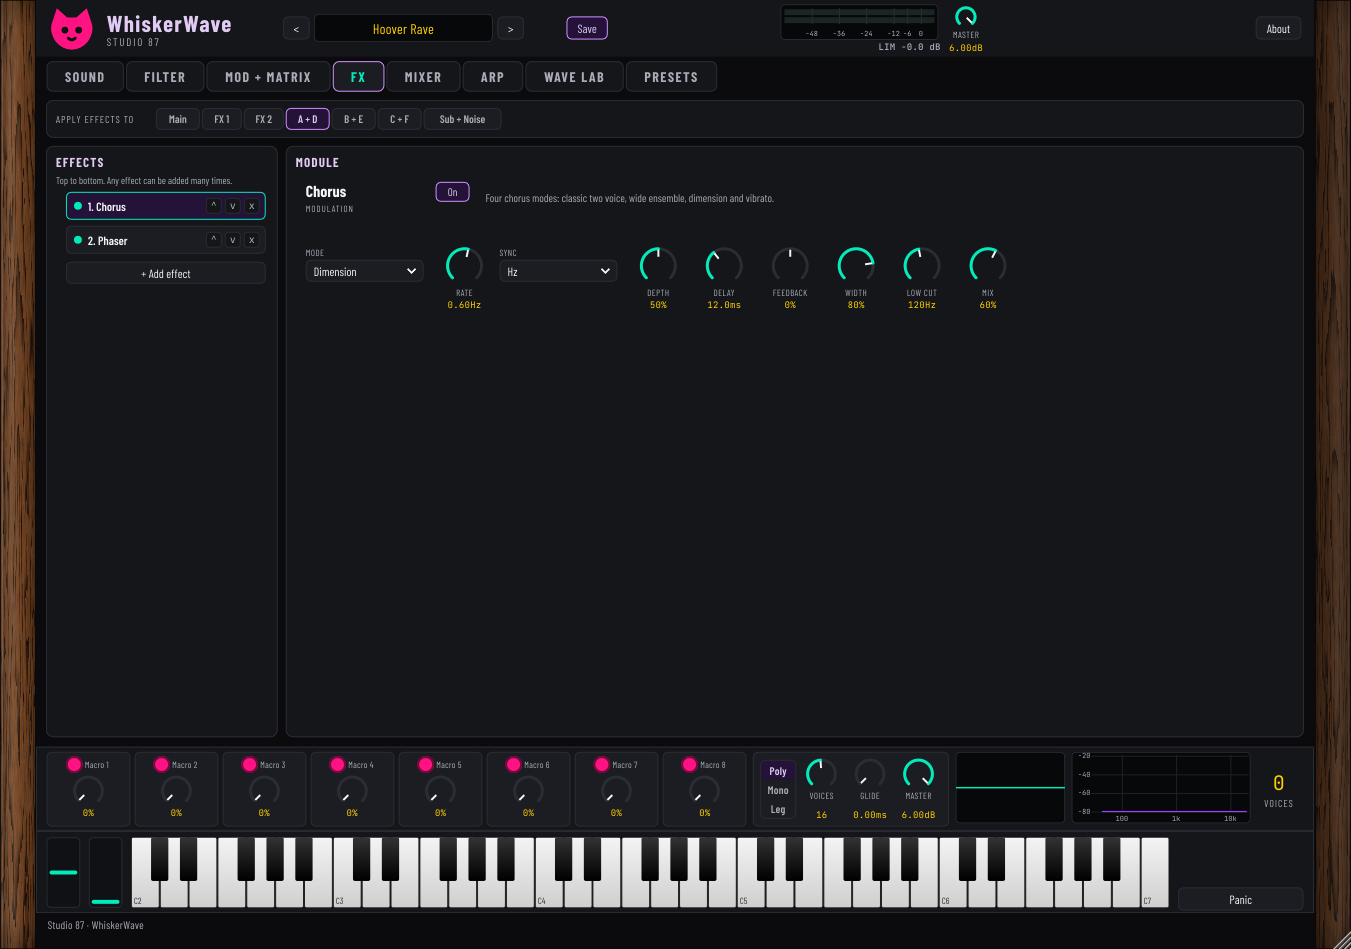 WhiskerWave
STUDIO 87
<
Hoover Rave
>
Save
-48 -36 -24 -12 -6 0
LIM -0.0 dB
MASTER
6.00dB
About
SOUND
FILTER
MOD + MATRIX
FX
MIXER
ARP
WAVE LAB
PRESETS
APPLY EFFECTS TO
Main
FX 1
FX 2
A + D
B + E
C + F
Sub + Noise
EFFECTS
Top to bottom. Any effect can be added many times.
1. Chorus ^ v x
2. Phaser ^ v x
+ Add effect
MODULE
Chorus
MODULATION
On
Four chorus modes: classic two voice, wide ensemble, dimension and vibrato.
MODE
Dimension
RATE
0.60Hz
SYNC
Hz
DEPTH
50%
DELAY
12.0ms
FEEDBACK
0%
WIDTH
80%
LOW CUT
120Hz
MIX
60%
Macro 1
0%
Macro 2
0%
Macro 3
0%
Macro 4
0%
Macro 5
0%
Macro 6
0%
Macro 7
0%
Macro 8
0%
Poly
Mono
Leg
VOICES
16
GLIDE
0.00ms
MASTER
6.00dB
-20
-40
-60
-80
100 1k 10k
0
VOICES
C2 C3 C4 C5 C6 C7
Panic
Studio 87 · WhiskerWave